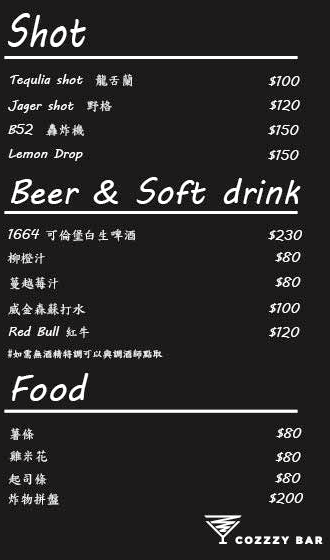 Shot
Tequlia shot 龍舌蘭 $100
Jager shot 野格 $120
B52 轟炸機 $150
Lemon Drop $150
Beer & Soft drink
1664 可倫堡白生啤酒 $230
柳橙汁 $80
蔓越莓汁 $80
威金森蘇打水 $100
Red Bull 紅牛 $120
#如需無酒精特調可以與調酒師點取
Food
薯條 $80
雞米花 $80
起司條 $80
炸物拼盤 $200
COZZZY BAR